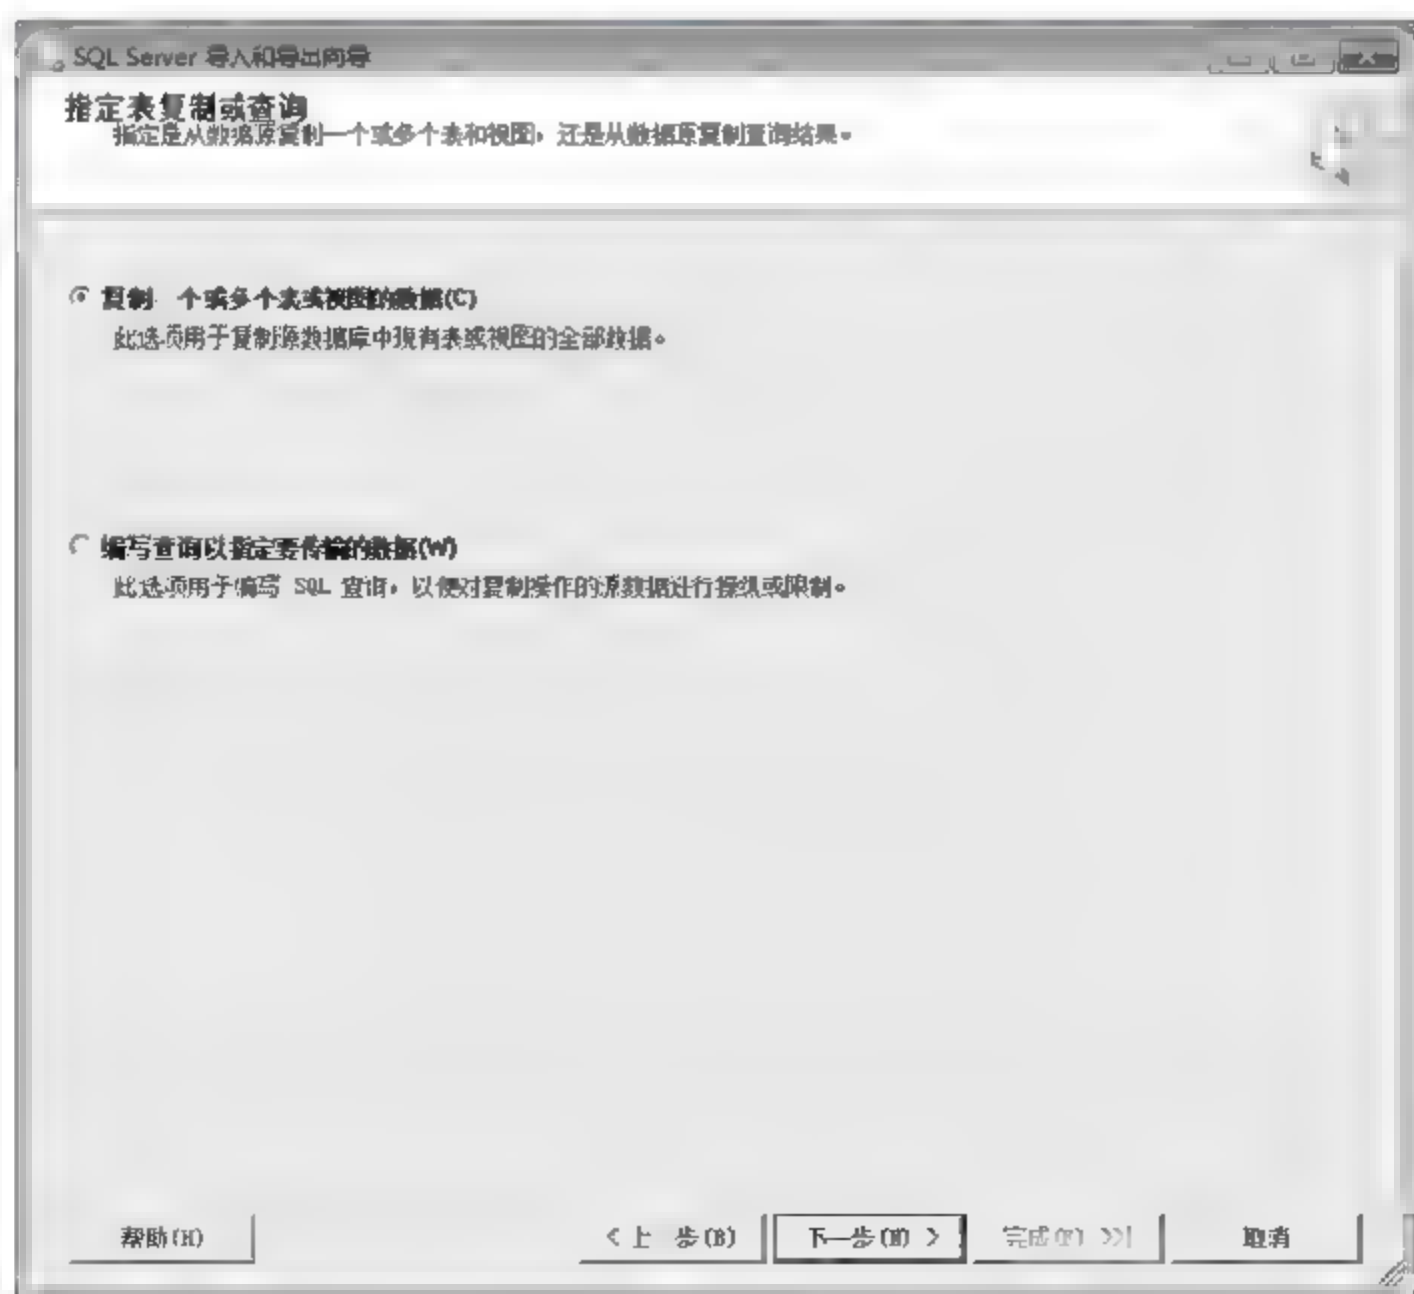 SQL Server 导入和导出向导
指定表复制或查询
指定是从数据源复制一个或多个表和视图，还是从数据源复制查询结果。
复制一个或多个表或视图的数据(C)
此选项用于复制源数据库中现有表或视图的全部数据。
编写查询以指定要传输的数据(W)
此选项用于编写 SQL 查询，以便对复制操作的源数据进行操纵或限制。
帮助(H)
< 上一步(B)
下一步(N) >
完成(F) >>|
取消